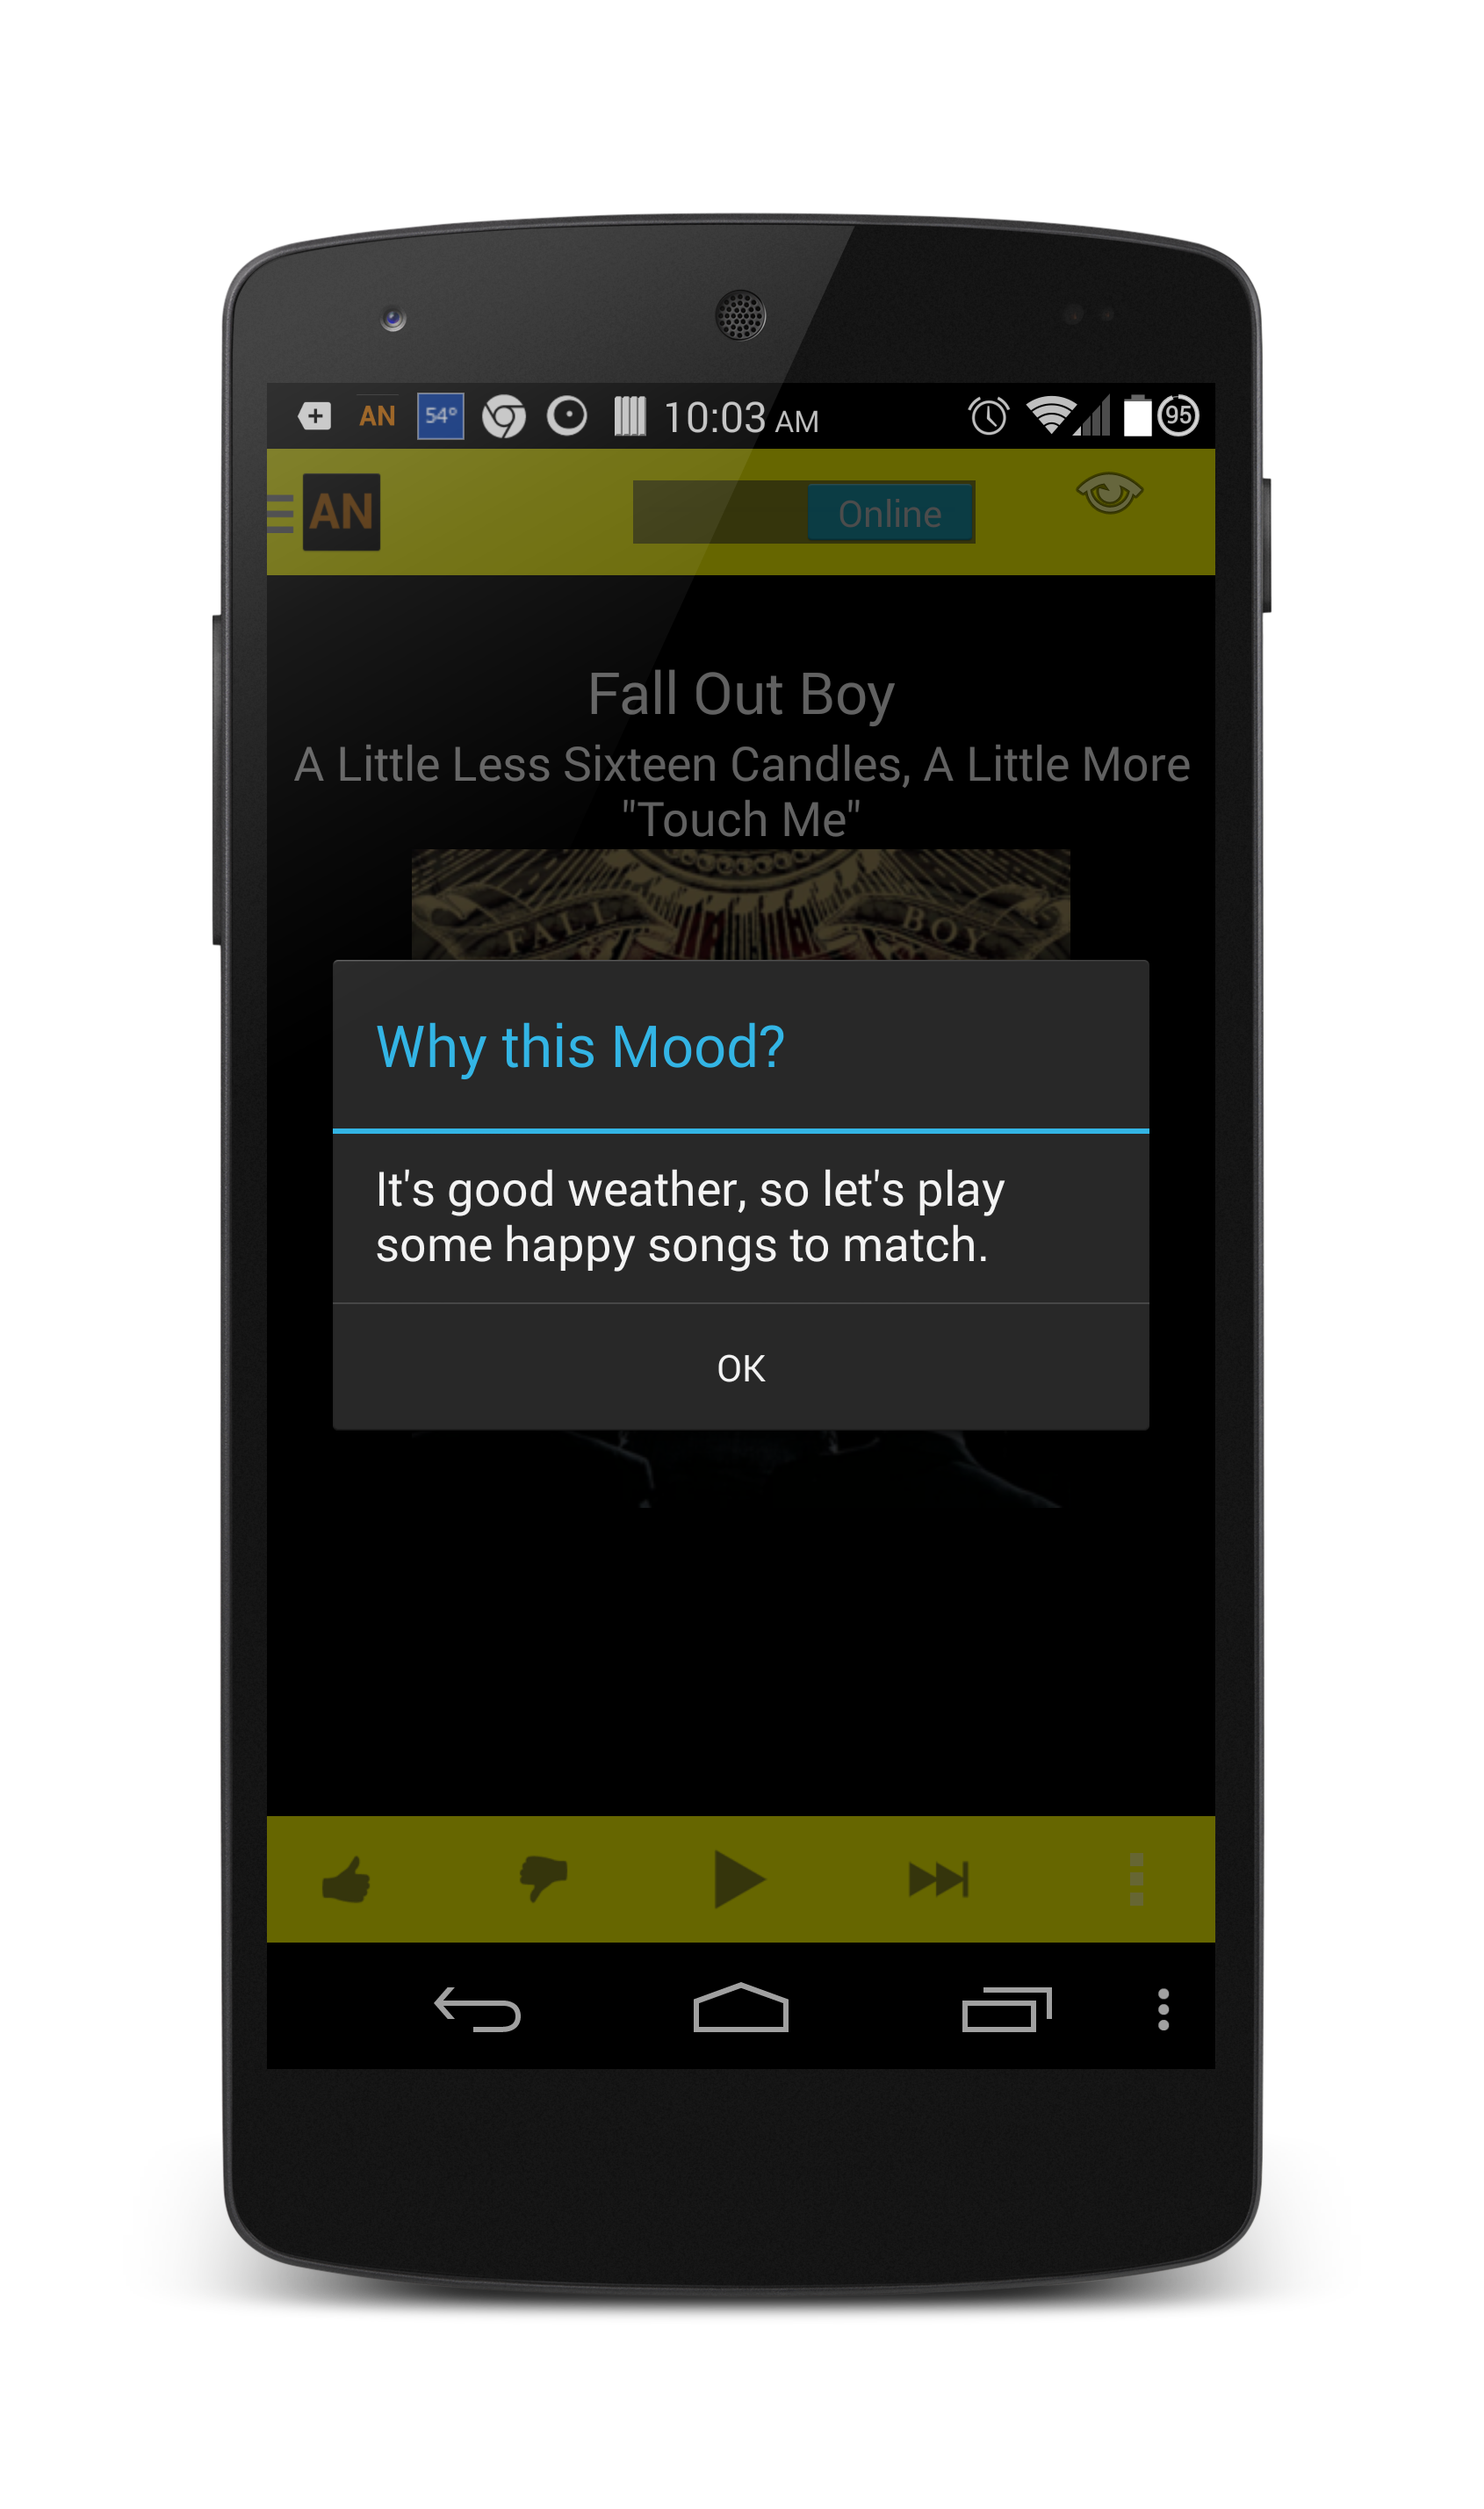 AN 54° 10:03 AM 95
AN Online
Fall Out Boy
A Little Less Sixteen Candles, A Little More
"Touch Me"
FALL BOY
Why this Mood?
It's good weather, so let's play
some happy songs to match.
OK